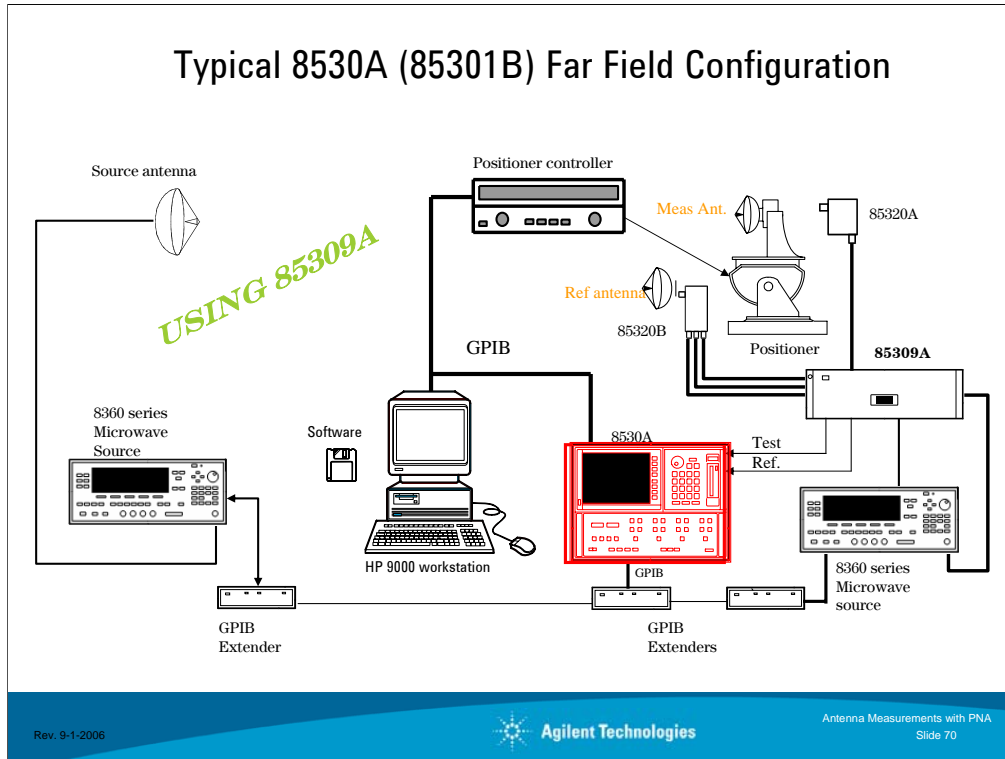 Typical 8530A (85301B) Far Field Configuration
Source antenna
Positioner controller
Meas Ant.
85320A
USING 85309A
Ref antenna
85320B
Positioner
85309A
GPIB
8360 series
Microwave
Source
Software
8530A
Test
Ref.
HP 9000 workstation
GPIB
8360 series
Microwave
source
GPIB
Extender
GPIB
Extenders
Rev. 9-1-2006
Agilent Technologies
Antenna Measurements with PNA
Slide 70